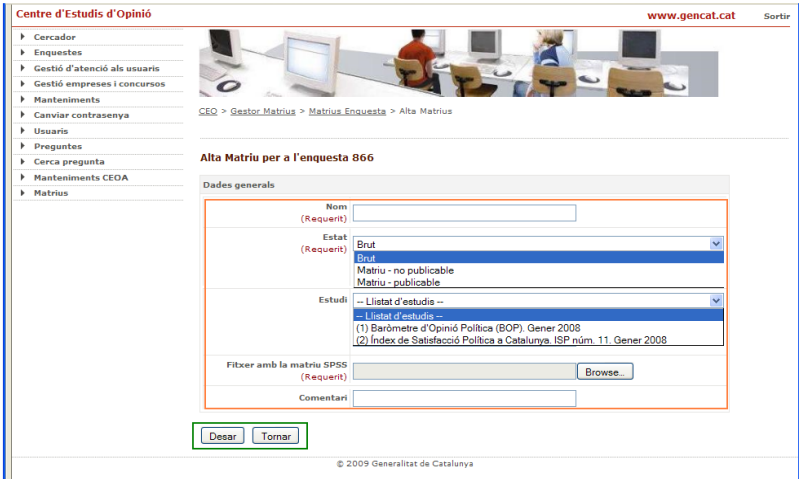 Centre d'Estudis d'Opinió
www.gencat.cat
Sortir
Cercador
Enquestes
Gestió d'atenció als usuaris
Gestió empreses i concursos
Manteniments
Canviar contrasenya
Usuaris
Preguntes
Cerca pregunta
Manteniments CEOA
Matrius
CEO > Gestor Matrius > Matrius Enquesta > Alta Matrius
Alta Matriu per a l'enquesta 866
Dades generals
Nom
(Requerit)
Estat
(Requerit)
Brut
Brut
Matriu - no publicable
Matriu - publicable
Estudi
-- Llistat d'estudis --
-- Llistat d'estudis --
(1) Baròmetre d'Opinió Política (BOP). Gener 2008
(2) Índex de Satisfacció Política a Catalunya. ISP núm. 11. Gener 2008
Fitxer amb la matriu SPSS
(Requerit)
Browse...
Comentari
Desar
Tornar
© 2009 Generalitat de Catalunya